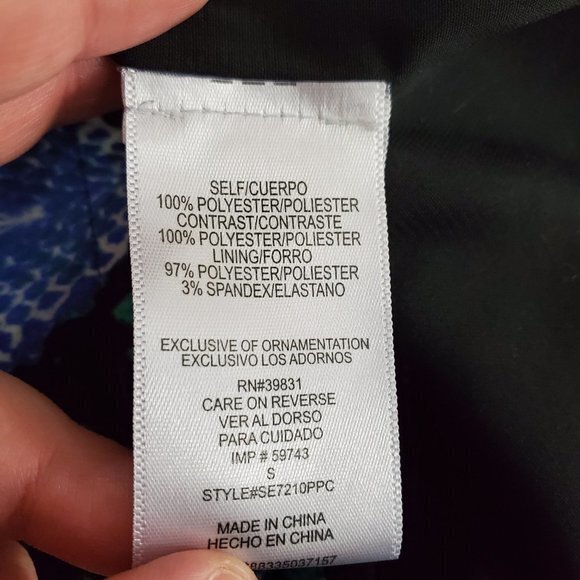 SELF/CUERPO
100% POLYESTER/POLIESTER
CONTRAST/CONTRASTE
100% POLYESTER/POLIESTER
LINING/FORRO
97% POLYESTER/POLIESTER
3% SPANDEX/ELASTANO
EXCLUSIVE OF ORNAMENTATION
EXCLUSIVO LOS ADORNOS
RN#39831
CARE ON REVERSE
VER AL DORSO
PARA CUIDADO
IMP # 59743
S
STYLE#SE7210PPC
MADE IN CHINA
HECHO EN CHINA